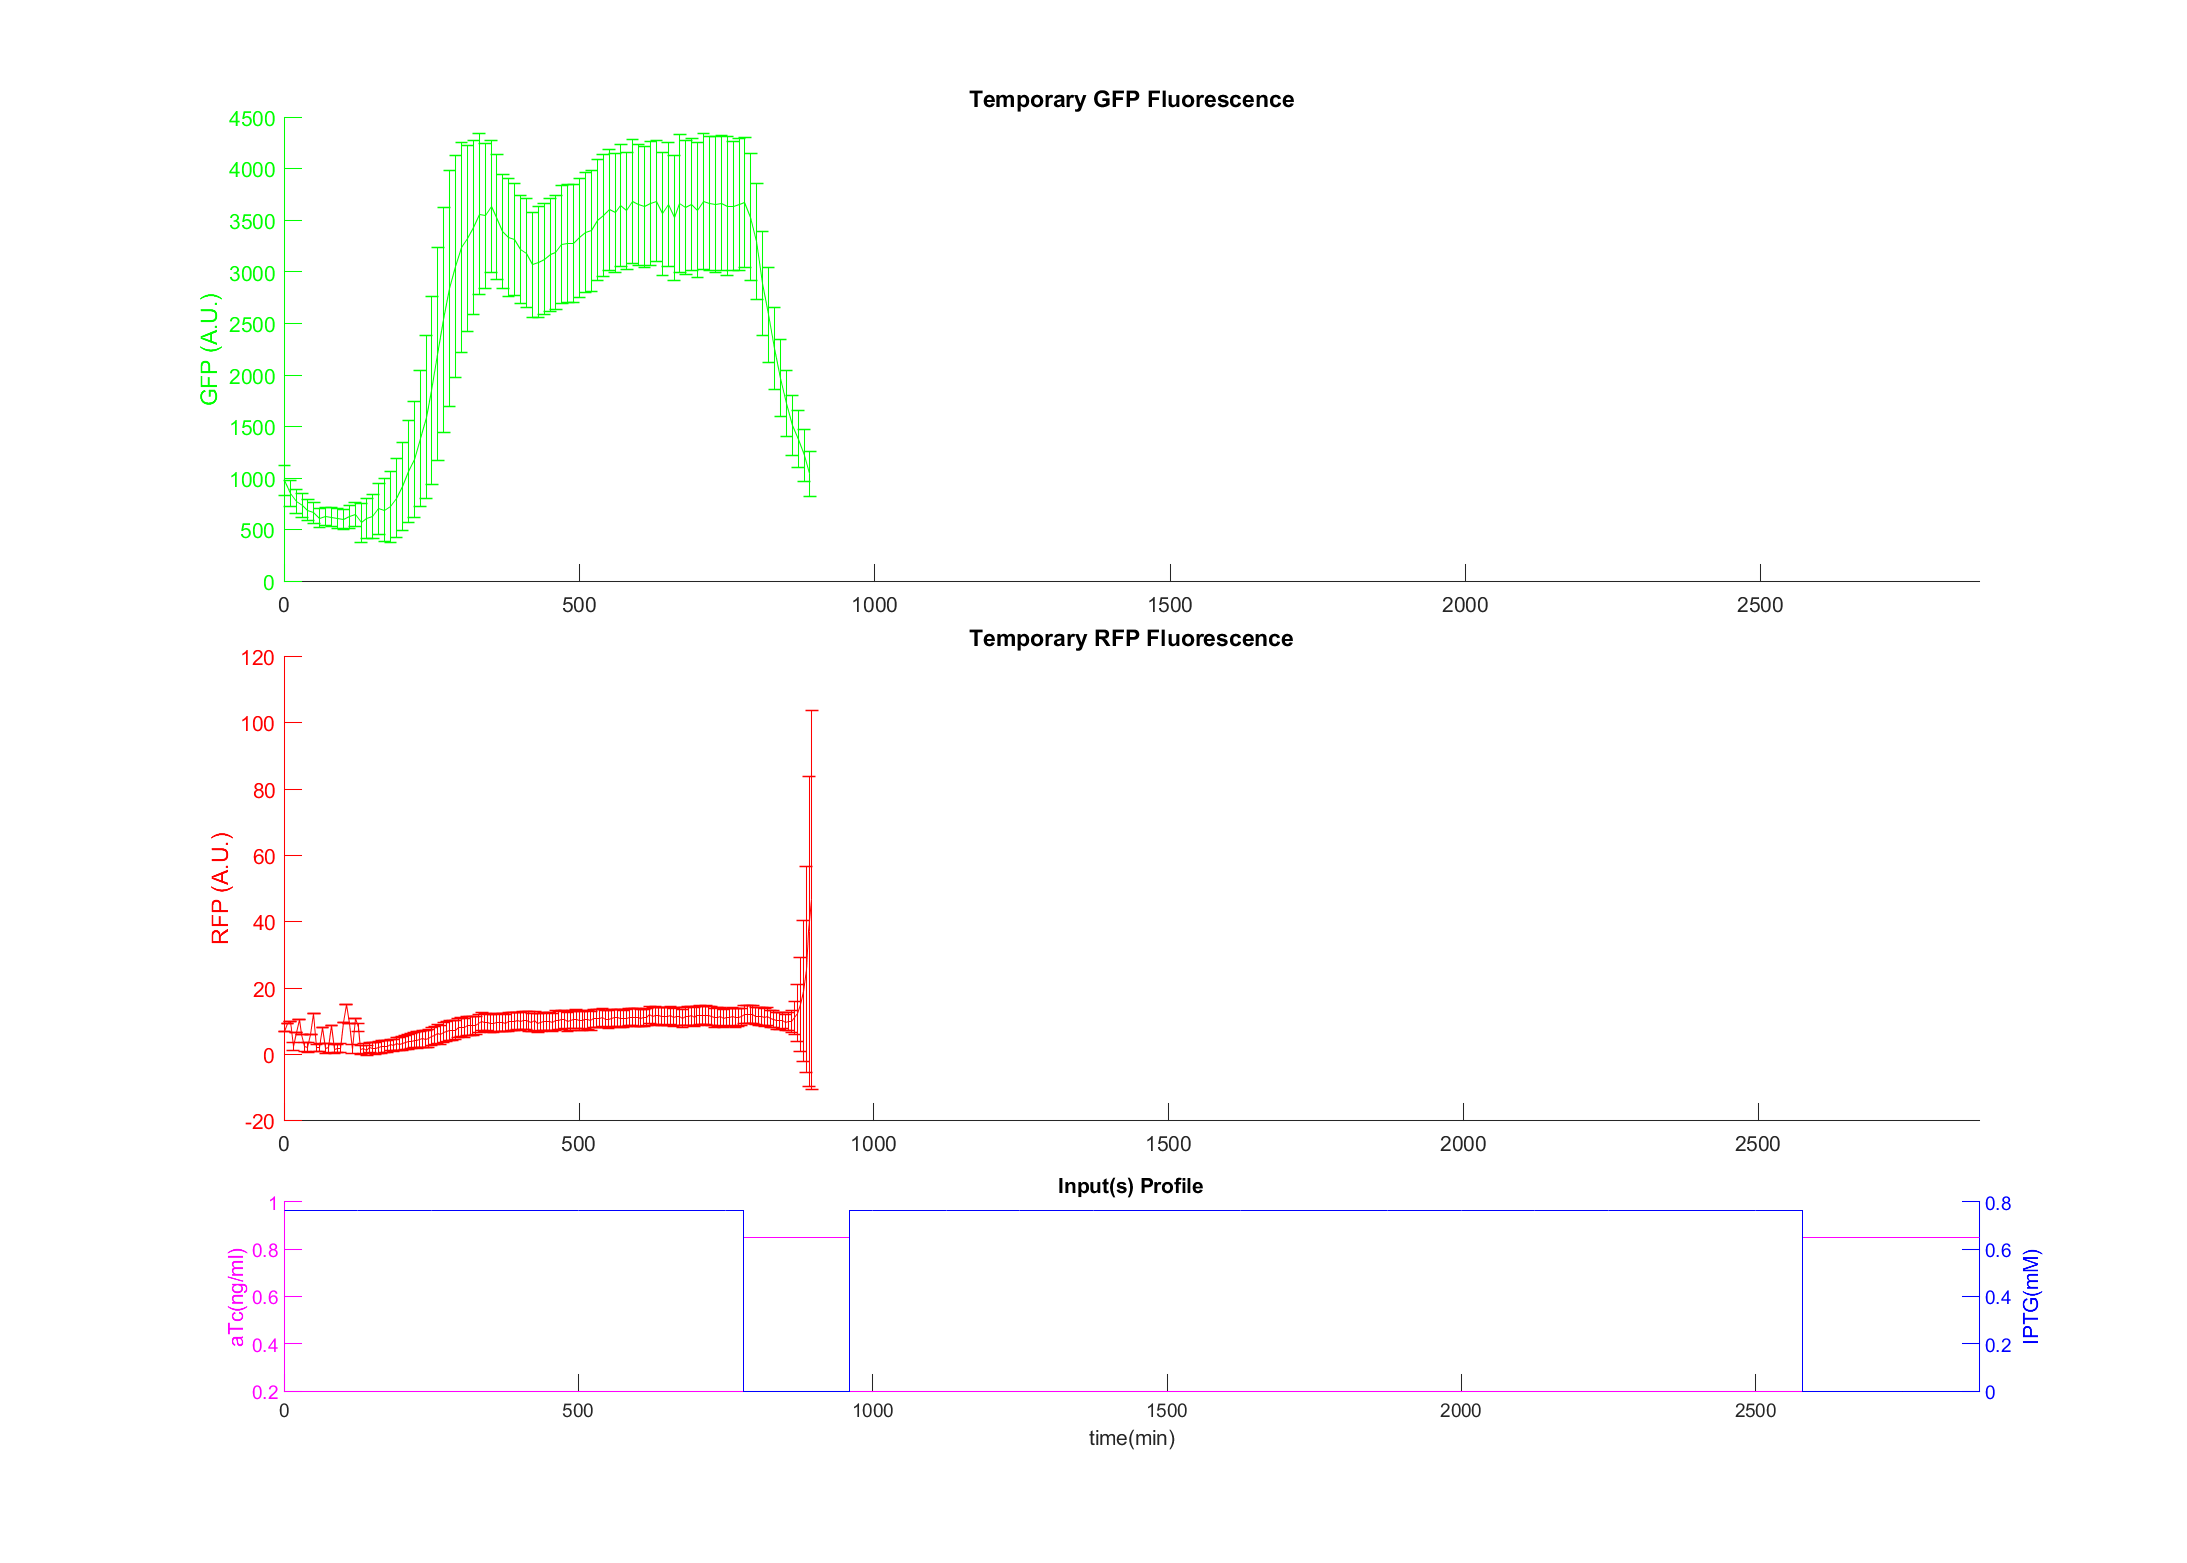 Temporary GFP Fluorescence
4500
4000
3500
3000
2500
2000
1500
1000
500
0
GFP (A.U.)
0 500 1000 1500 2000 2500
Temporary RFP Fluorescence
120
100
80
60
40
20
0
-20
RFP (A.U.)
0 500 1000 1500 2000 2500
Input(s) Profile
1
0.8
0.6
0.4
0.2
aTc(ng/ml)
0.8
0.6
0.4
0.2
0
IPTG(mM)
0 500 1000 1500 2000 2500
time(min)